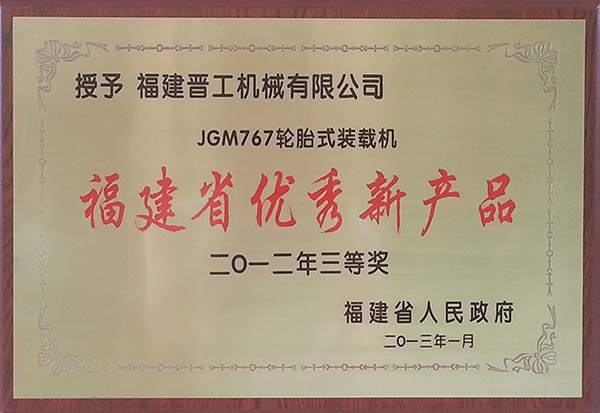 授予 福建晋工机械有限公司
JGM767轮胎式装载机
福建省优秀新产品
二O一二年三等奖
福建省人民政府
二O一三年一月